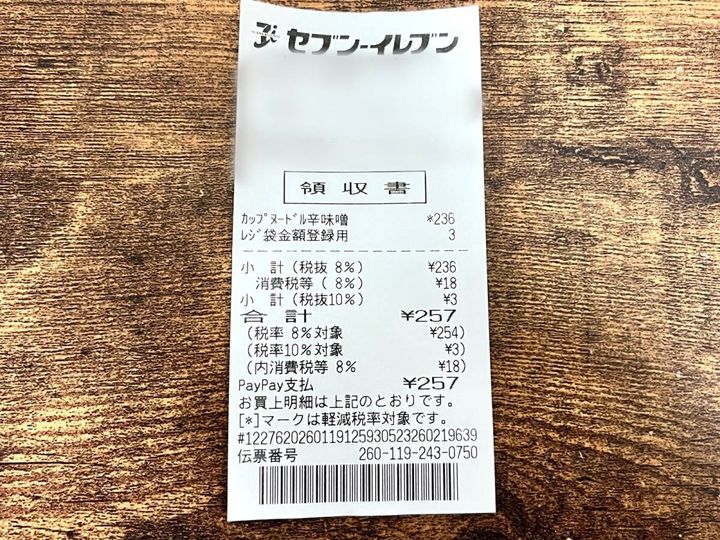 セブン-イレブン
領収書
ｶｯﾌﾟﾇｰﾄﾞﾙ辛味噌 *236
ﾚｼﾞ袋金額登録用 3
小 計(税抜 8%) ¥236
消費税等( 8%) ¥18
小 計(税抜10%) ¥3
合 計 ¥257
(税率 8%対象 ¥254)
(税率10%対象 ¥3)
(内消費税等 8% ¥18)
PayPay支払 ¥257
お買上明細は上記のとおりです。
[*]マークは軽減税率対象です。
#12276202601191259305232602​19639
伝票番号 260-119-243-0750